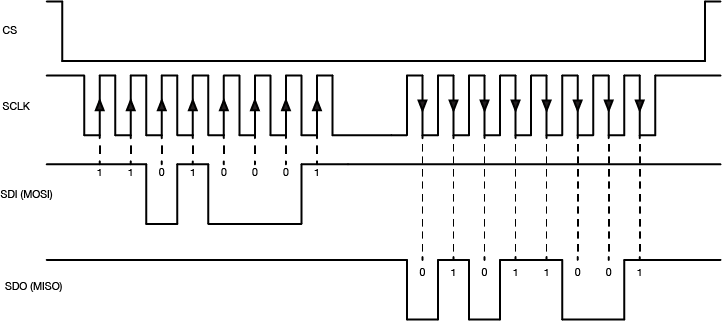 CS
SCLK
1 1 0 1 0 0 0 1
SDI (MOSI)
0 1 0 1 1 0 0 1
SDO (MISO)